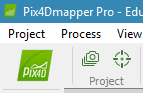 Pix4Dmapper Pro - Edu
Project Process View
PIX4D
Project